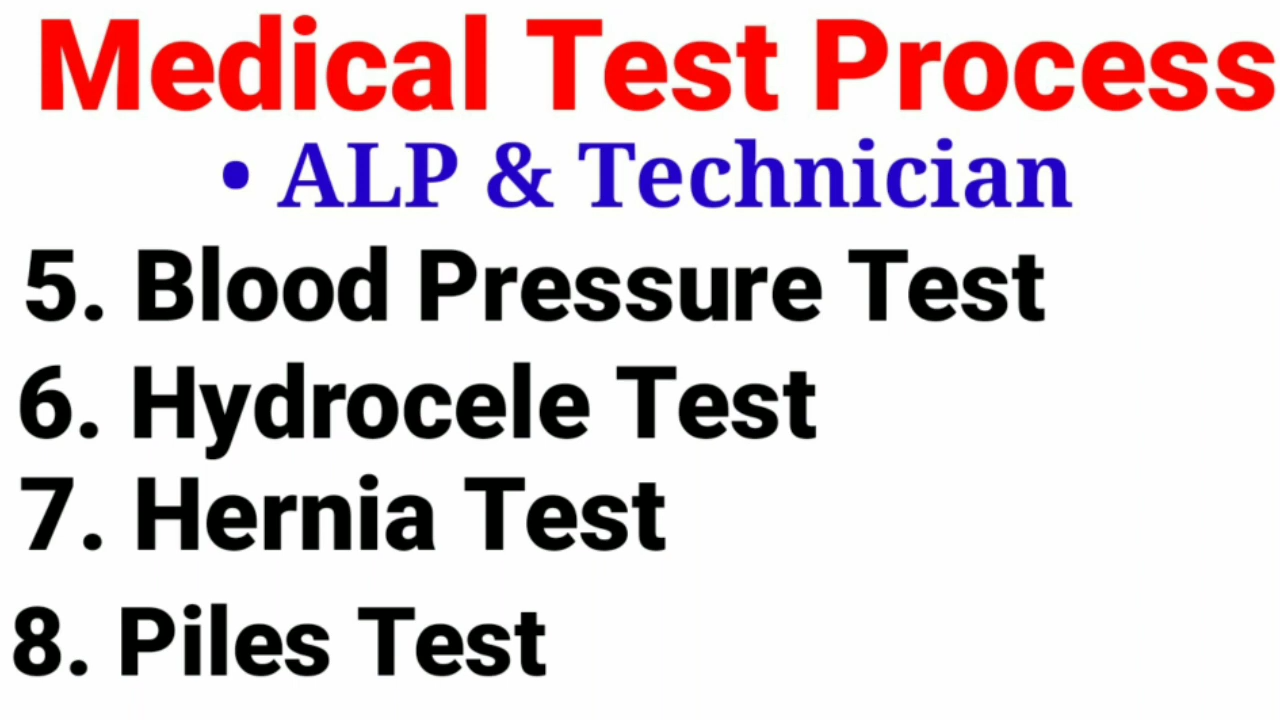 Medical Test Process
• ALP & Technician
5. Blood Pressure Test
6. Hydrocele Test
7. Hernia Test
8. Piles Test